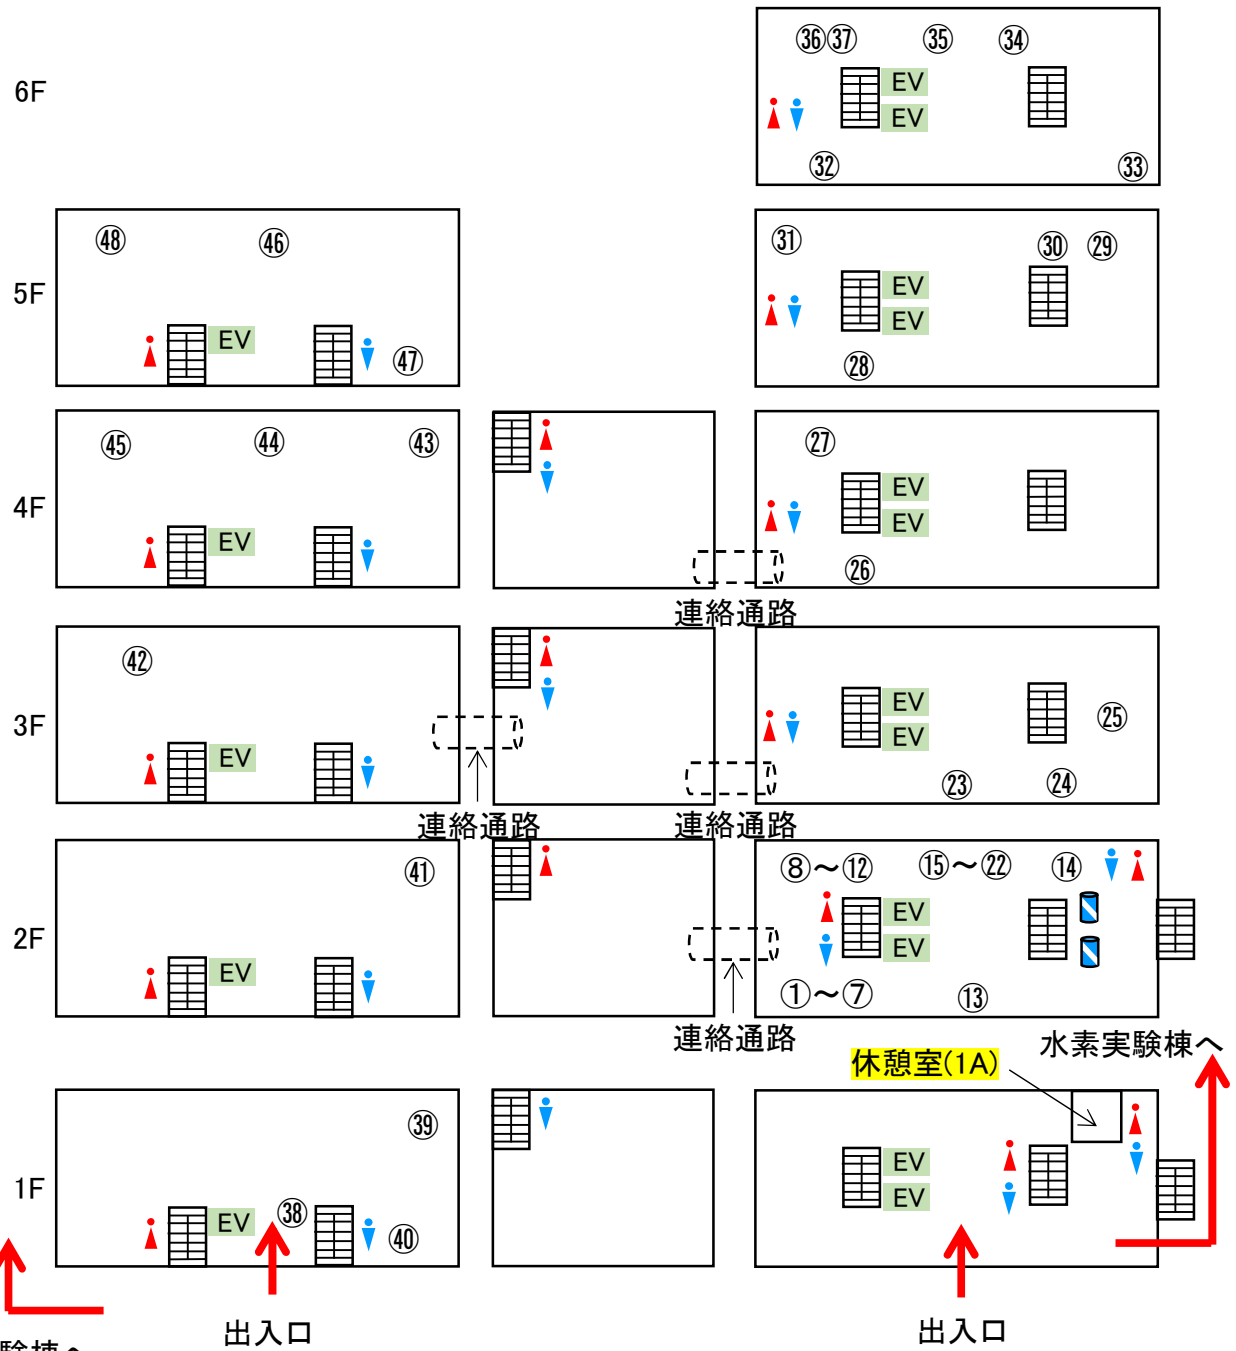 ㊱㊲ ㉟ ㉞
6F
EV
EV
㉜ ㉝
㊽ ㊻
㉛ ㉚ ㉙
5F
EV
EV
EV
㊼
㉘
㊺ ㊹ ㊸
㉗
4F
EV
EV
EV
㉖
連絡通路
㊷
3F
EV
EV
EV
㉕
㉓ ㉔
連絡通路
連絡通路
㊶
⑧～⑫ ⑮～㉒ ⑭
2F
EV
EV
EV
①～⑦ ⑬
連絡通路
水素実験棟へ
休憩室(1A)
㊴
1F
EV
㊳
㊵
EV
EV
出入口
出入口
験棟へ